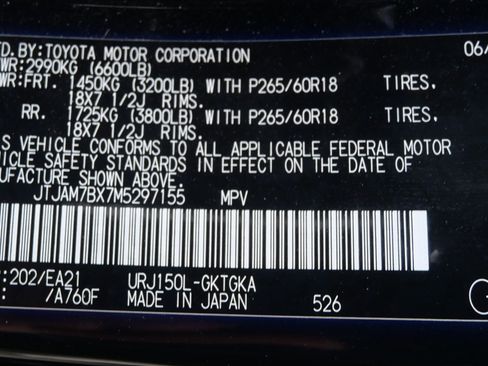 FD. BY: TOYOTA MOTOR CORPORATION 06/
WR: 2990KG (6600LB)
WR: FRT. 1450KG (3200LB) WITH P265/60R18 TIRES.
18X7 1/2J RIMS.
RR. 1725KG (3800LB) WITH P265/60R18 TIRES.
18X7 1/2J RIMS.
S VEHICLE CONFORMS TO ALL APPLICABLE FEDERAL MOTOR
HICLE SAFETY STANDARDS IN EFFECT ON THE DATE OF
NUFACTURE SHOWN ABOVE.
JTJAM7BX7M5297155 MPV
:202/EA21 URJ150L-GKTGKA
: /A760F MADE IN JAPAN 526